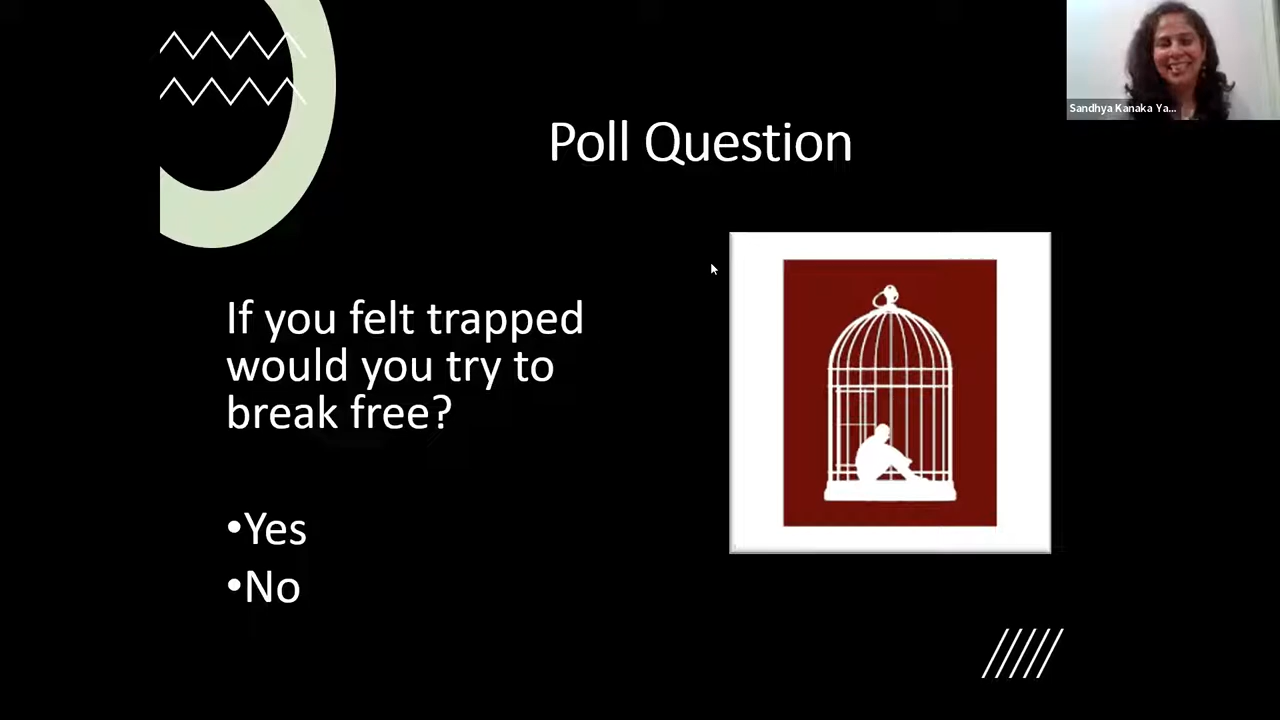 Sandhya Kanaka Ya...
Poll Question
If you felt trapped
would you try to
break free?
•Yes
•No